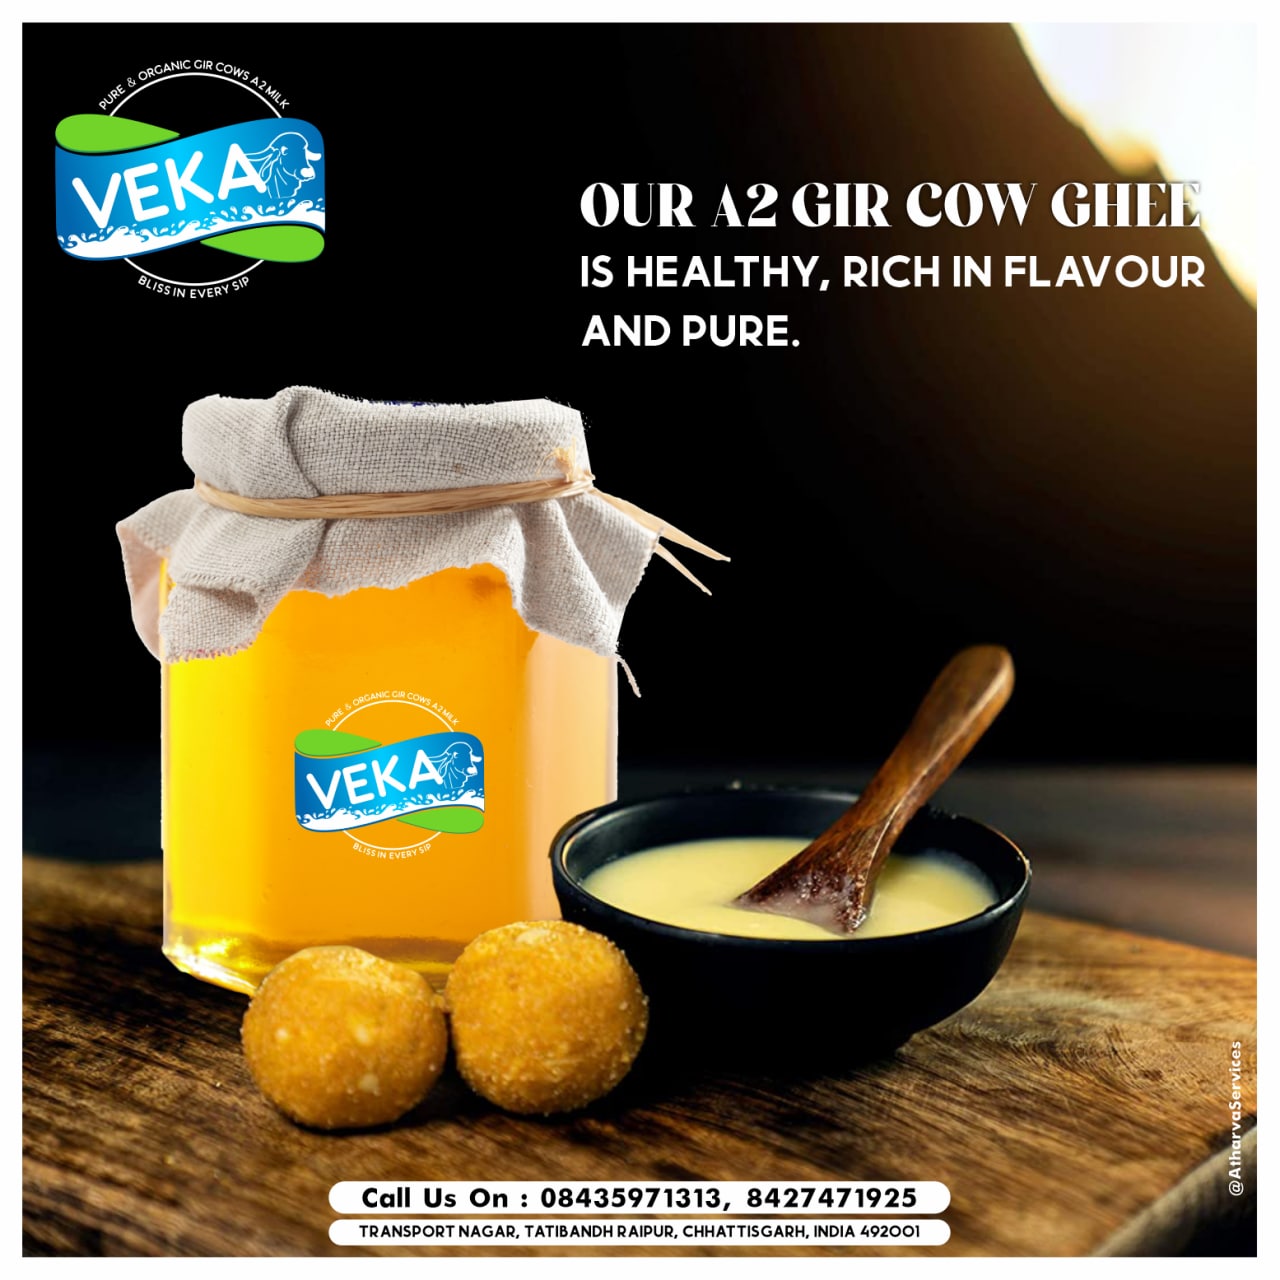 PURE & ORGANIC GIR COWS A2 MILK
VEKA
BLISS IN EVERY SIP
OUR A2 GIR COW GHEE
IS HEALTHY, RICH IN FLAVOUR
AND PURE.
PURE & ORGANIC GIR COWS A2 MILK
VEKA
BLISS IN EVERY SIP
@AtharvaServices
Call Us On : 08435971313, 8427471925
TRANSPORT NAGAR, TATIBANDH RAIPUR, CHHATTISGARH, INDIA 492001